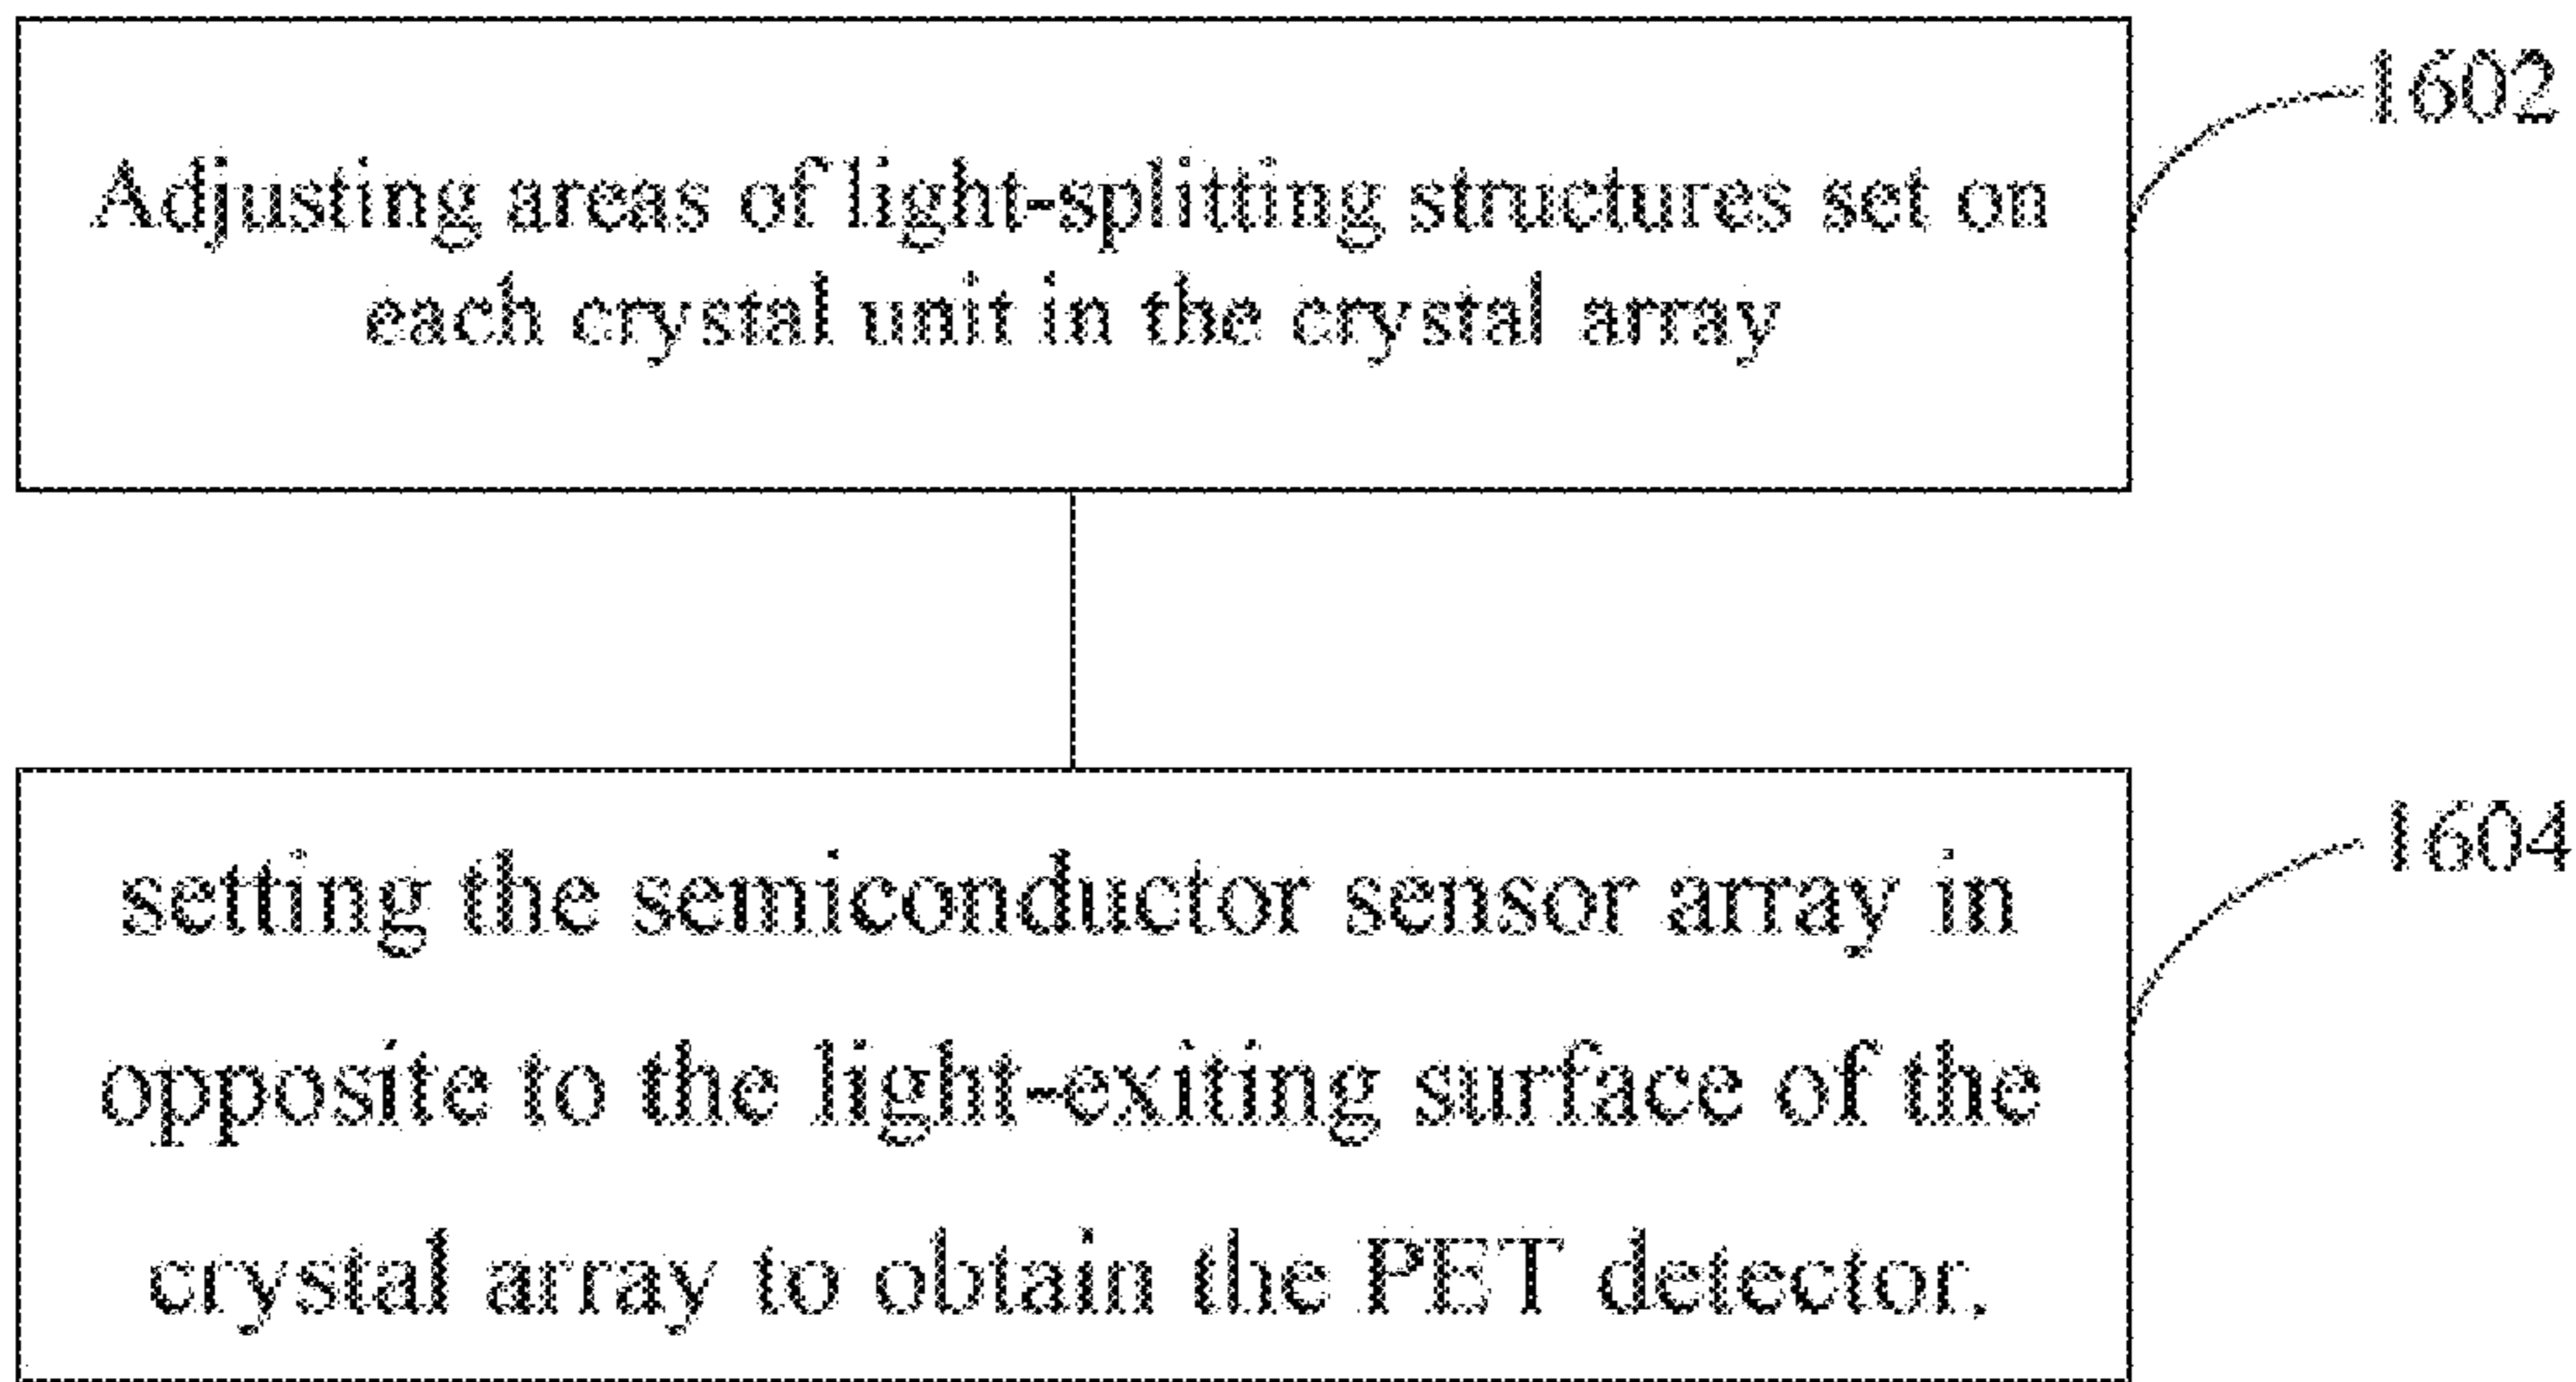 1602
Adjusting areas of light-splitting structures set on
each crystal unit in the crystal array
1604
setting the semiconductor sensor array in
opposite to the light-exiting surface of the
crystal array to obtain the PET detector.